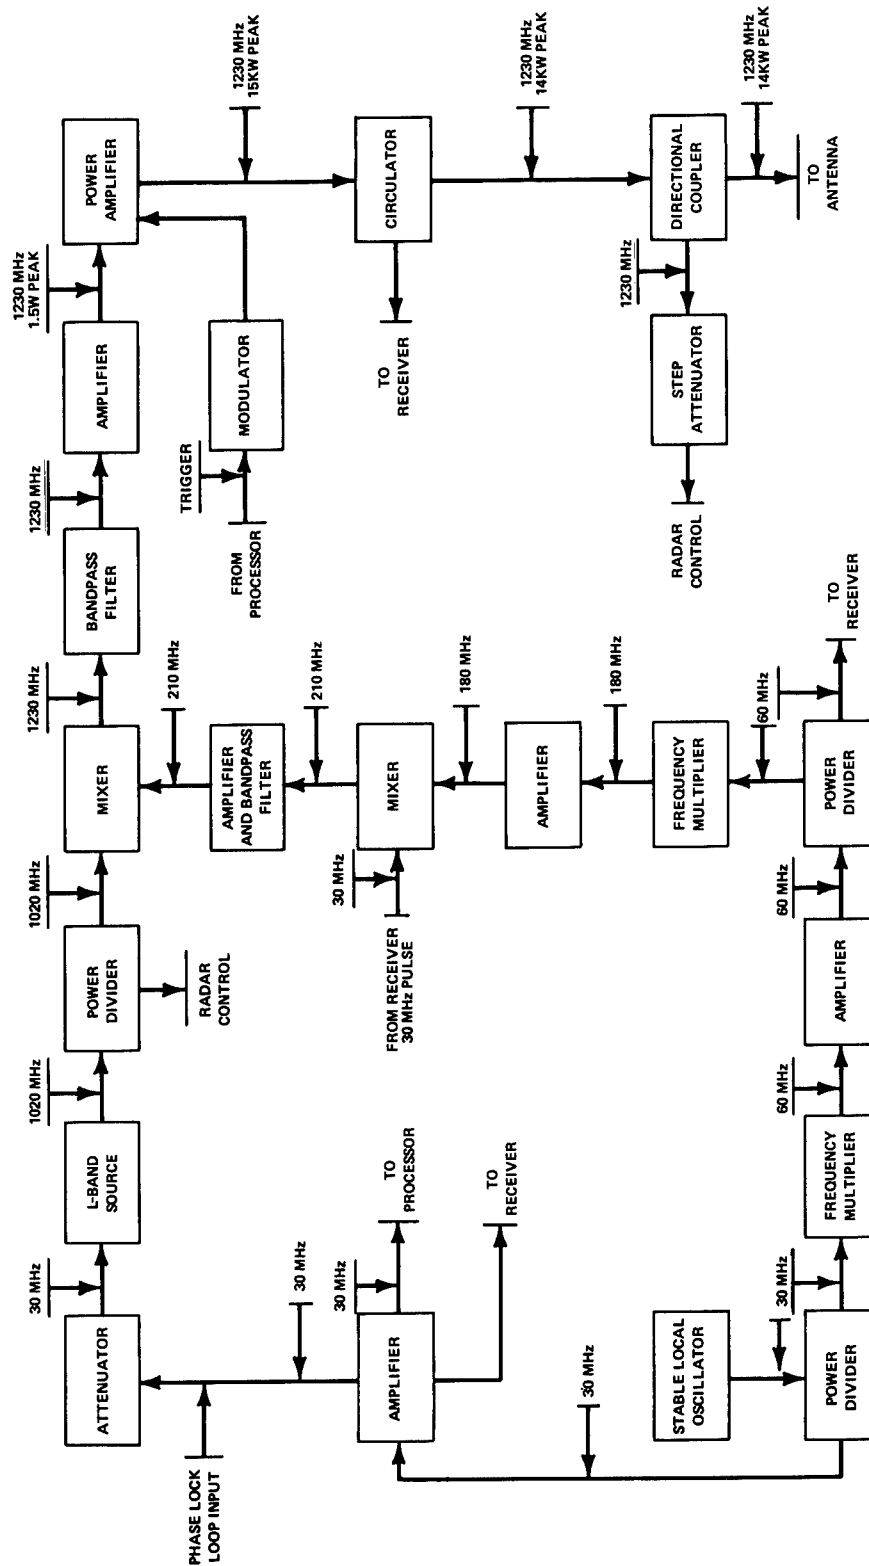 30 MHz
1020 MHz
1020 MHz
1230 MHz
1230 MHz
1230 MHz
1.5W PEAK
ATTENUATOR
L-BAND
SOURCE
POWER
DIVIDER
MIXER
BANDPASS
FILTER
AMPLIFIER
POWER
AMPLIFIER
PHASE LOCK
LOOP INPUT
RADAR
CONTROL
210 MHz
TRIGGER
FROM
PROCESSOR
MODULATOR
1230 MHz
15KW PEAK
30 MHz
AMPLIFIER
AND BANDPASS
FILTER
210 MHz
30 MHz
AMPLIFIER
TO
PROCESSOR
TO
RECEIVER
FROM RECEIVER
30 MHz PULSE
30 MHz
MIXER
TO
RECEIVER
CIRCULATOR
180 MHz
1230 MHz
14KW PEAK
30 MHz
AMPLIFIER
180 MHz
1230 MHz
STABLE LOCAL
OSCILLATOR
FREQUENCY
MULTIPLIER
RADAR
CONTROL
STEP
ATTENUATOR
DIRECTIONAL
COUPLER
30 MHz
60 MHz
60 MHz
60 MHz
1230 MHz
14KW PEAK
POWER
DIVIDER
FREQUENCY
MULTIPLIER
AMPLIFIER
POWER
DIVIDER
TO
RECEIVER
TO
ANTENNA